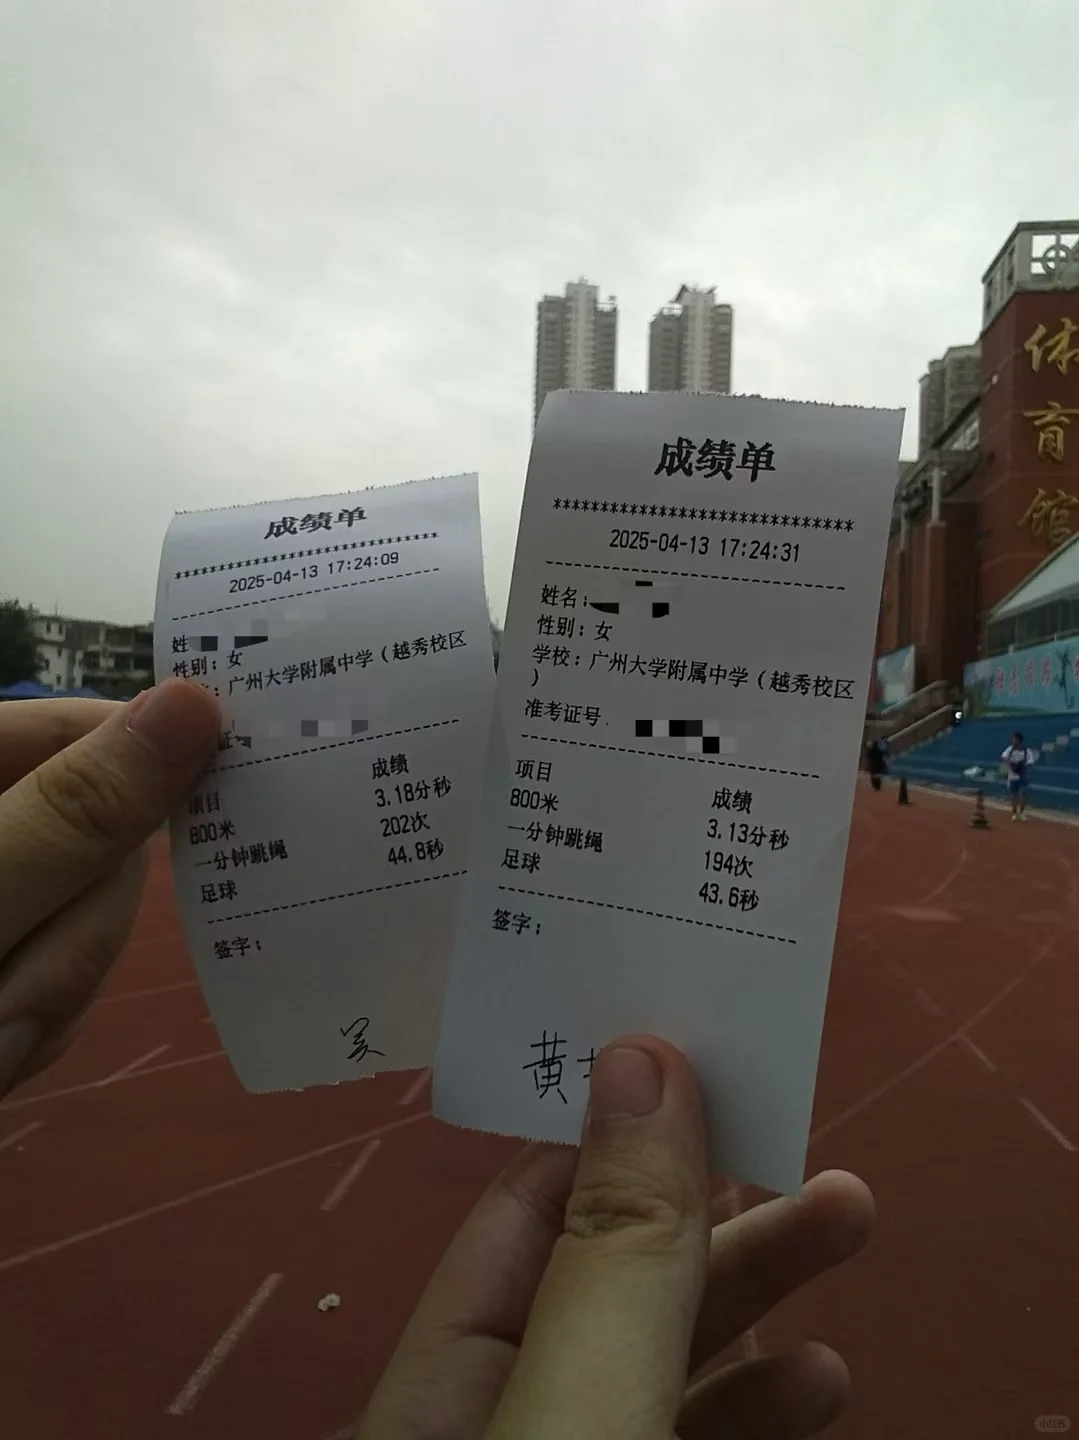 成绩单
******************************
2025-04-13 17:24:09
姓
性别：女
：广州大学附属中学（越秀校区
证号
项目 成绩
800米 3.18分秒
一分钟跳绳 202次
足球 44.8秒
签字：
成绩单
******************************
2025-04-13 17:24:31
姓名：
性别：女
学校：广州大学附属中学（越秀校区
）
准考证号
项目 成绩
800米 3.13分秒
一分钟跳绳 194次
足球 43.6秒
签字：
黄
体育馆
小红书